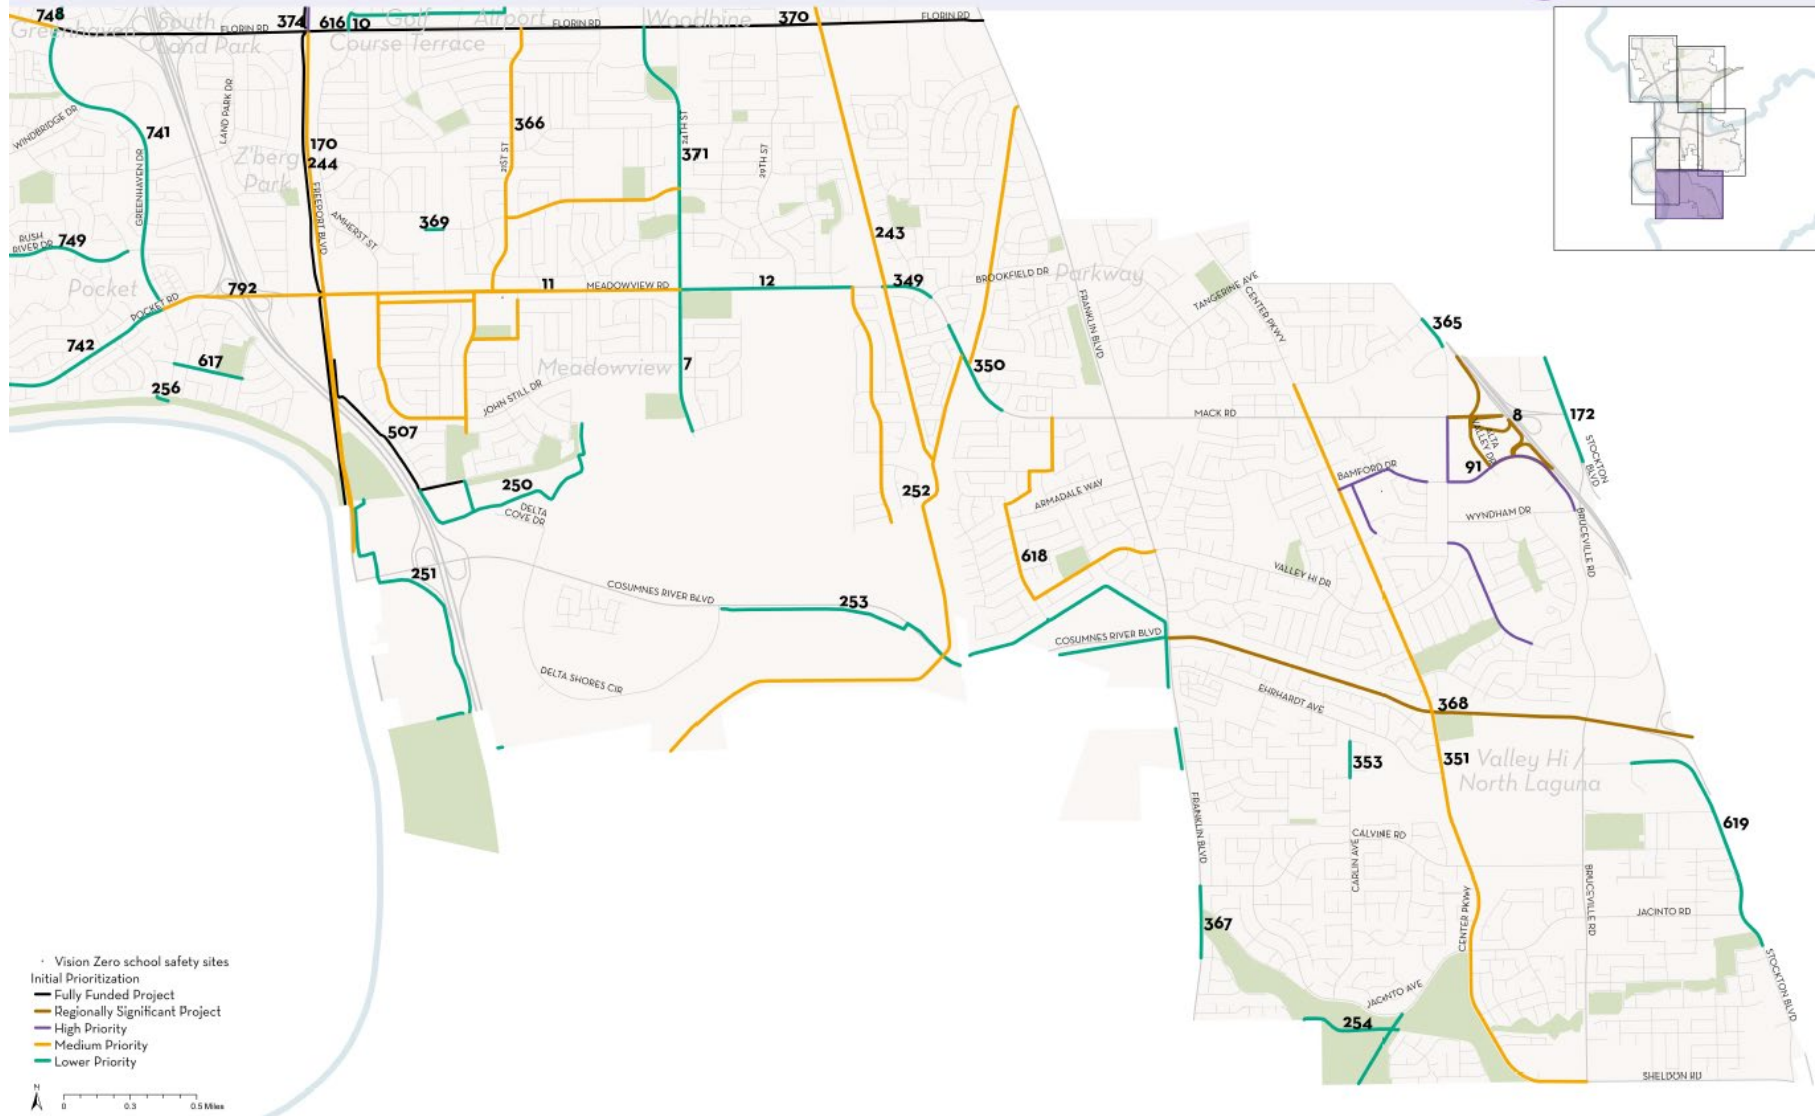 748
Greenhaven
South
Land Park
FLORIN RD
374
616
10
Golf
Course Terrace
Airport
FLORIN RD
Woodbine
370
FLORIN RD
WINDBRIDGE DR
741
LAND PARK DR
170
244
366
24TH ST
371
29TH ST
21ST ST
Z'berg
Park
GREENHAVEN DR
FREEPORT BLVD
AMHERST ST
369
243
RUSH
RIVER DR
749
Pocket
POCKET RD
792
11
MEADOWVIEW RD
12
349
BROOKFIELD DR
Parkway
TANGERINE AVE
CENTER PKWY
FRANKLIN BLVD
365
742
617
256
Meadowview
7
350
JOHN STILL DR
MACK RD
8
172
ALTA
VALLEY DR
STOCKTON
BLVD
507
BAMFORD DR
91
250
DELTA
COVE DR
252
ARMADALE WAY
WYNDHAM DR
BRUCEVILLE RD
618
251
VALLEY HI DR
COSUMNES RIVER BLVD
253
COSUMNES RIVER BLVD
DELTA SHORES CIR
EHRHARDT AVE
368
353
351
Valley Hi /
North Laguna
FRANKLIN BLVD
CALVINE RD
619
CARLIN AVE
BRUCEVILLE RD
CENTER PKWY
JACINTO RD
367
STOCKTON BLVD
JACINTO AVE
254
SHELDON RD
Vision Zero school safety sites
Initial Prioritization
Fully Funded Project
Regionally Significant Project
High Priority
Medium Priority
Lower Priority
N
0 0.3 0.5 Miles